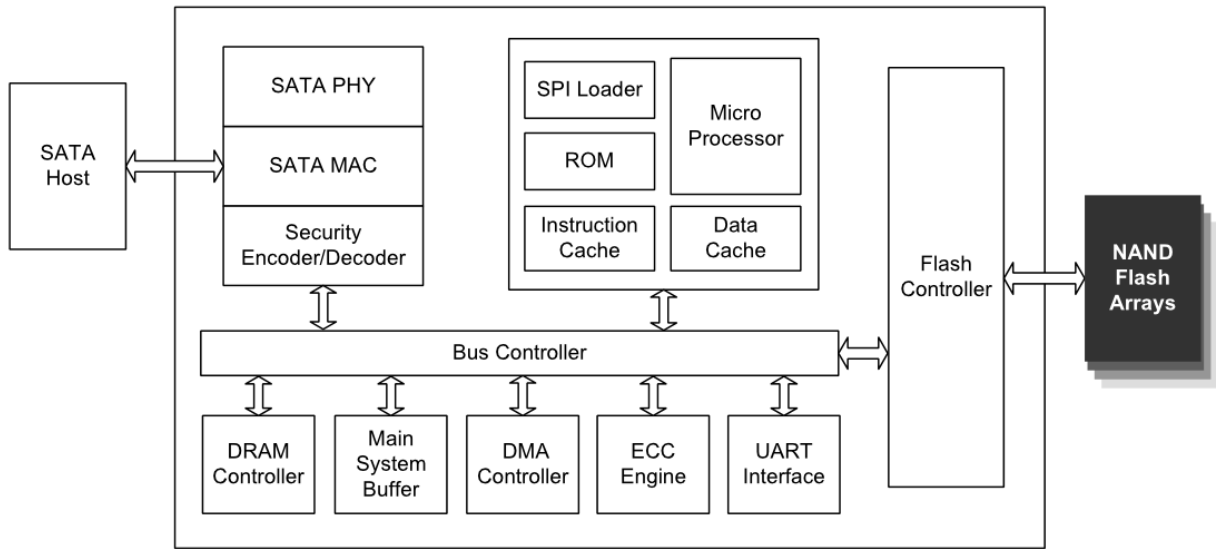 SATA
Host
SATA PHY
SATA MAC
Security
Encoder/Decoder
SPI Loader
ROM
Instruction
Cache
Micro
Processor
Data
Cache
Flash
Controller
NAND
Flash
Arrays
Bus Controller
DRAM
Controller
Main
System
Buffer
DMA
Controller
ECC
Engine
UART
Interface